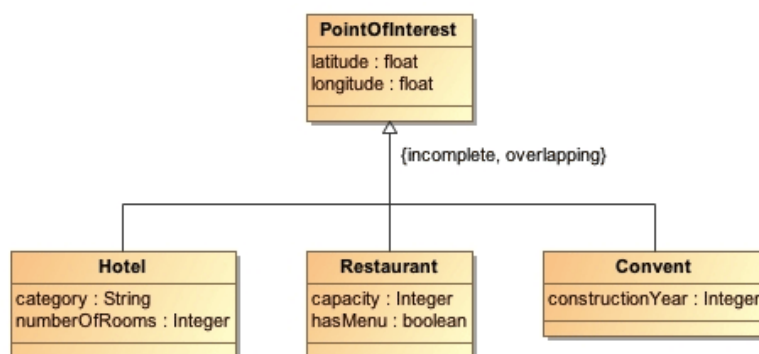 PointOfInterest
latitude : float
longitude : float
{incomplete, overlapping}
Hotel
category : String
numberOfRooms : Integer
Restaurant
capacity : Integer
hasMenu : boolean
Convent
constructionYear : Integer